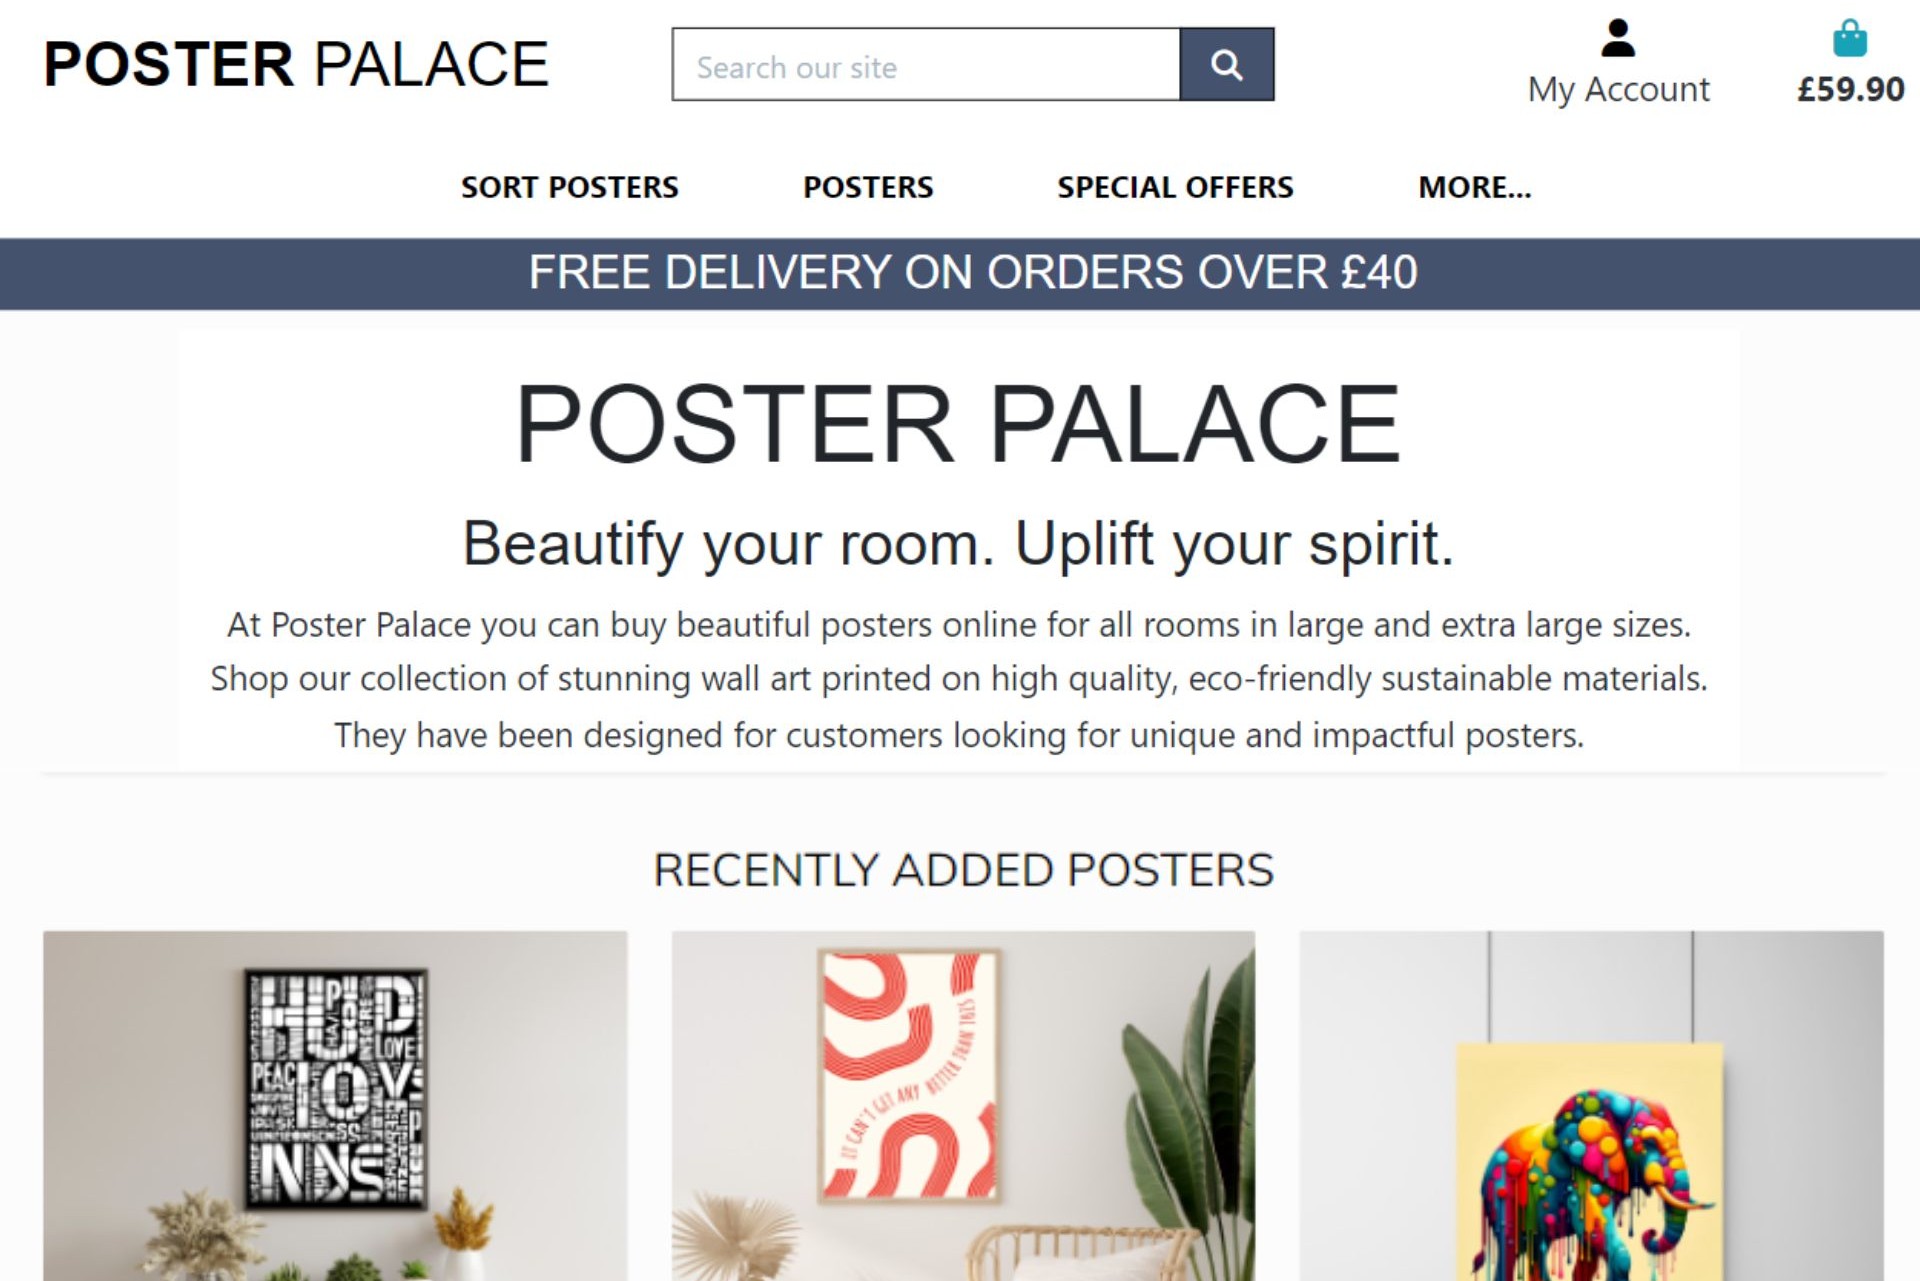 POSTER PALACE
Search our site
My Account
£59.90
SORT POSTERS
POSTERS
SPECIAL OFFERS
MORE...
FREE DELIVERY ON ORDERS OVER £40
POSTER PALACE
Beautify your room. Uplift your spirit.
At Poster Palace you can buy beautiful posters online for all rooms in large and extra large sizes.
Shop our collection of stunning wall art printed on high quality, eco-friendly sustainable materials.
They have been designed for customers looking for unique and impactful posters.
RECENTLY ADDED POSTERS
LOVE
PEAC
IT CAN'T GET ANY BETTER THAN THIS